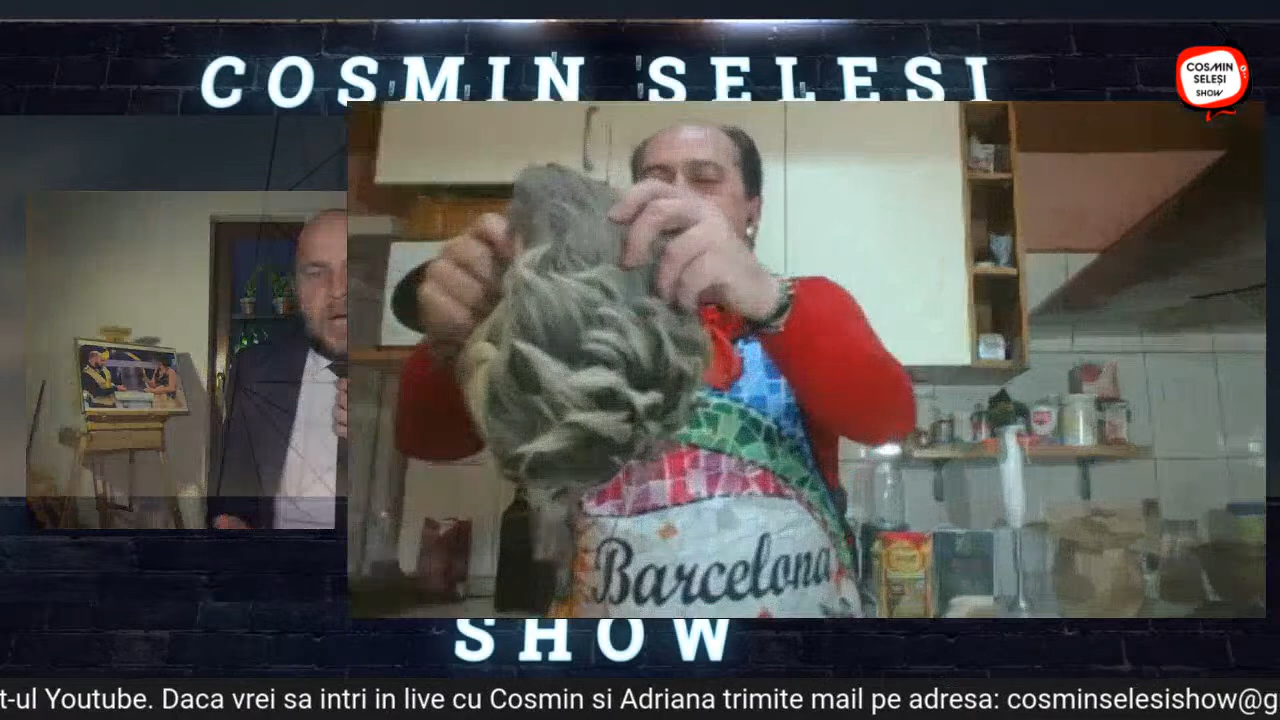 COSMIN SELESI
COSMIN
SELEȘI
SHOW
Barcelona
SHOW
t-ul Youtube. Daca vrei sa intri in live cu Cosmin si Adriana trimite mail pe adresa: cosminselesishow@g